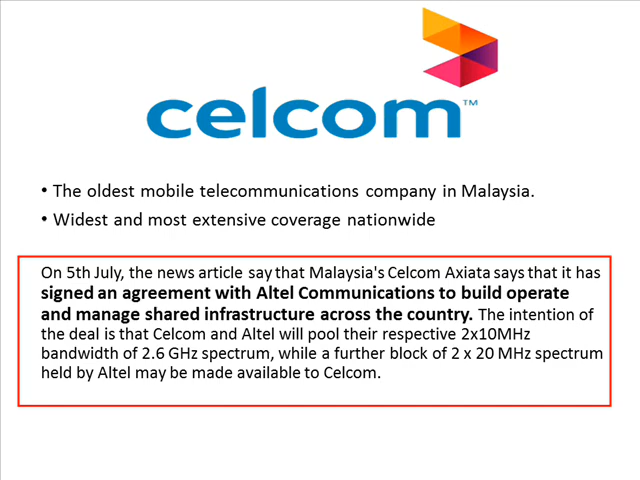 celcom™
• The oldest mobile telecommunications company in Malaysia.
• Widest and most extensive coverage nationwide
On 5th July, the news article say that Malaysia's Celcom Axiata says that it has
signed an agreement with Altel Communications to build operate
and manage shared infrastructure across the country. The intention of
the deal is that Celcom and Altel will pool their respective 2x10MHz
bandwidth of 2.6 GHz spectrum, while a further block of 2 x 20 MHz spectrum
held by Altel may be made available to Celcom.